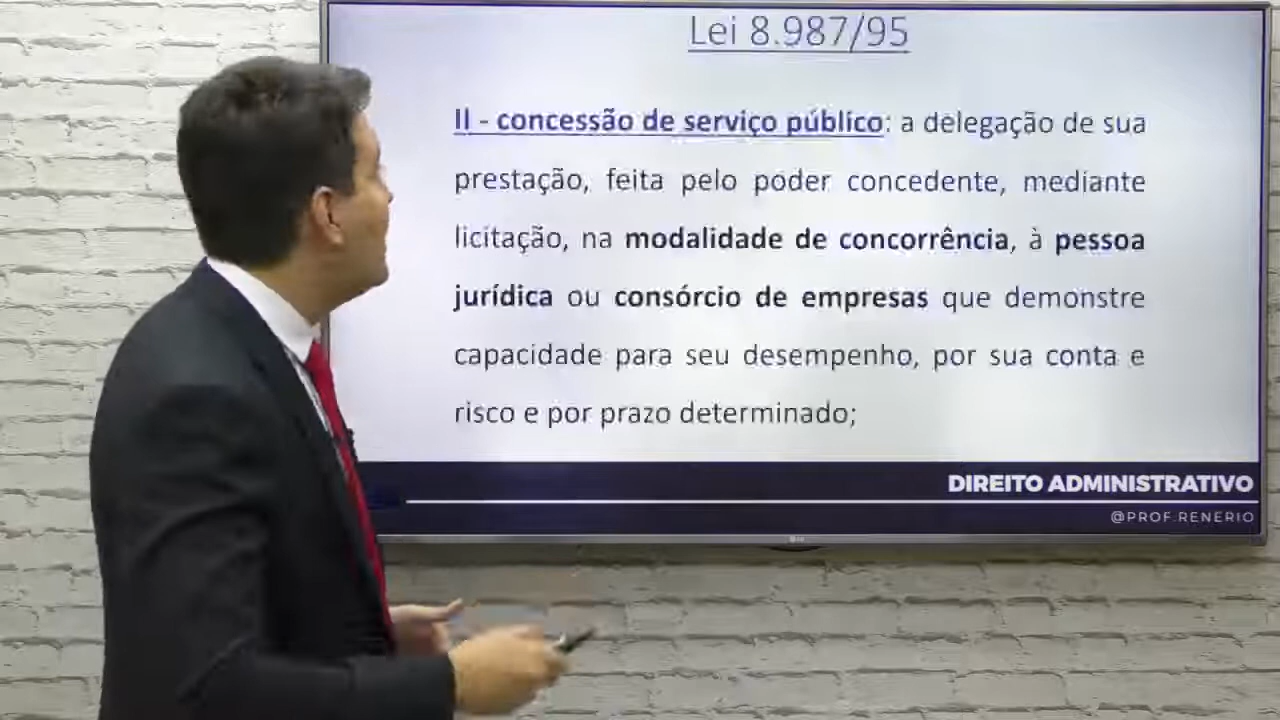 Lei 8.987/95
II - concessão de serviço público: a delegação de sua
prestação, feita pelo poder concedente, mediante
licitação, na modalidade de concorrência, à pessoa
jurídica ou consórcio de empresas que demonstre
capacidade para seu desempenho, por sua conta e
risco e por prazo determinado;
DIREITO ADMINISTRATIVO
@PROF.RENERIO
LG